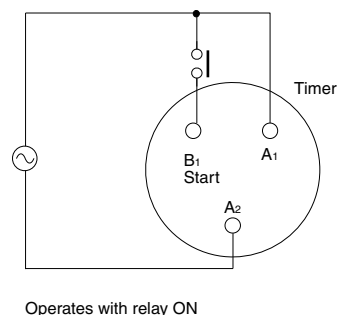 Timer
B1
Start
A1
A2
Operates with relay ON